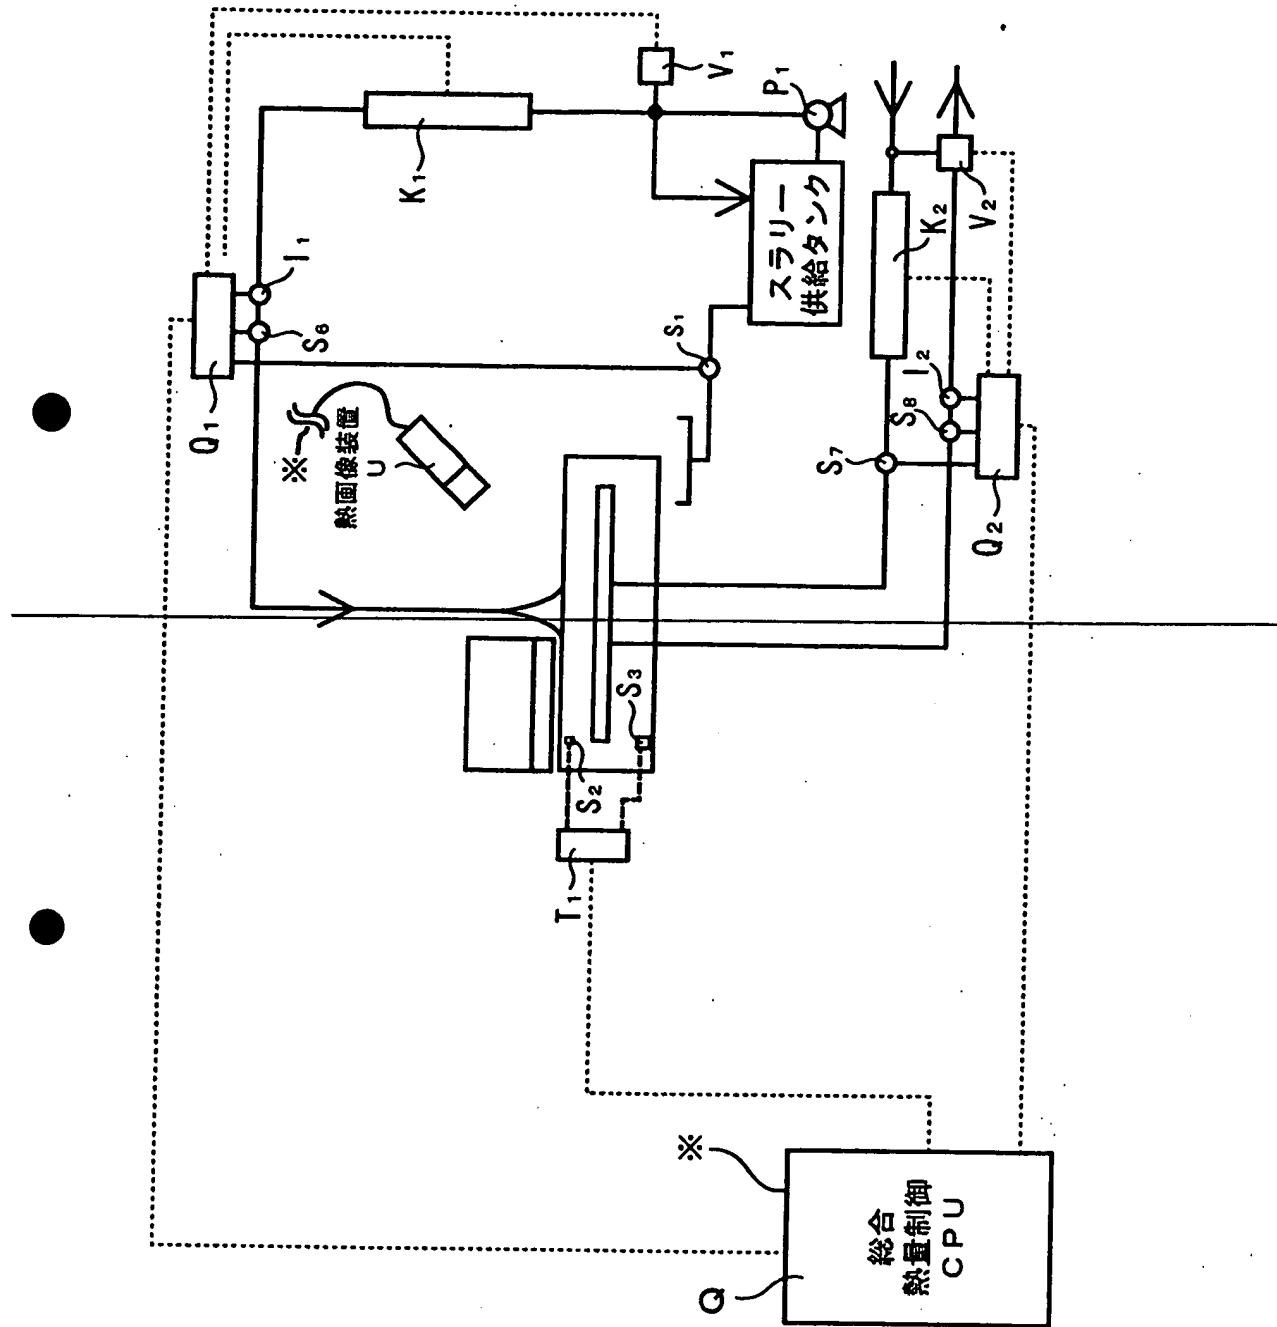 Q1
※
I1
S6
熱画像装置
U
K1
T1
S2
S3
S1
※
Q
V1
P1
スラリー
供給タンク
S7
総合
熱量制御
CPU
S8
I2
K2
V2
Q2